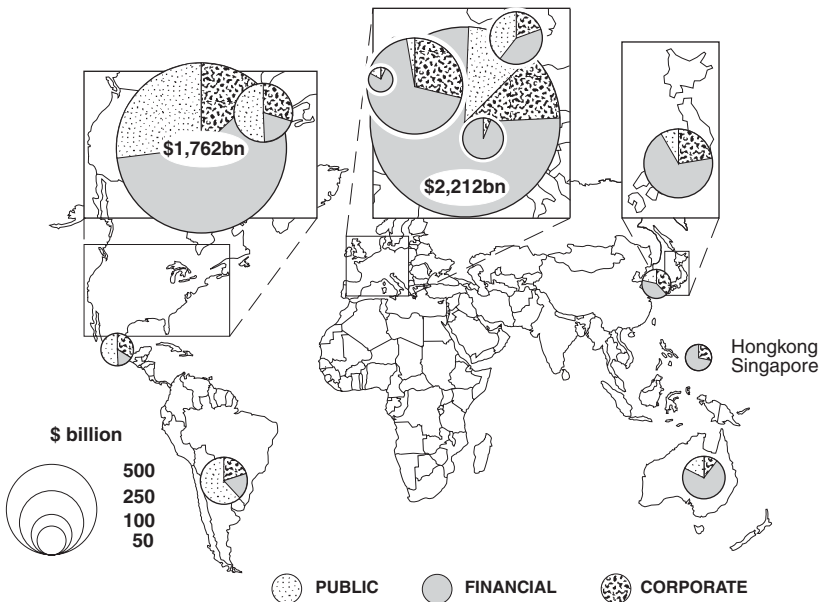 $1,762bn
$2,212bn
Hongkong
Singapore
$ billion
500
250
100
50
PUBLIC
FINANCIAL
CORPORATE